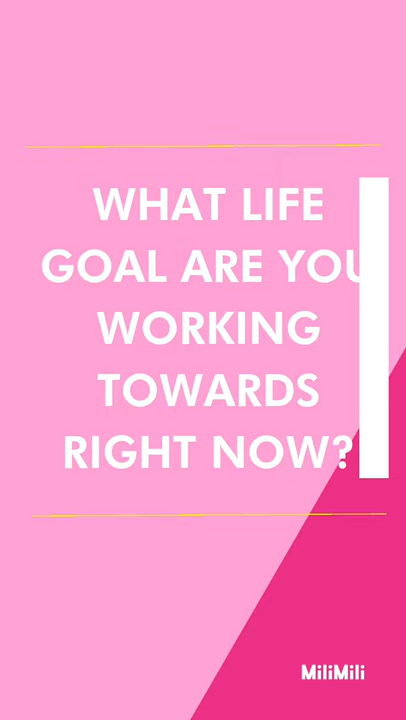 WHAT LIFE
GOAL ARE YOU
WORKING
TOWARDS
RIGHT NOW?
MiliMili